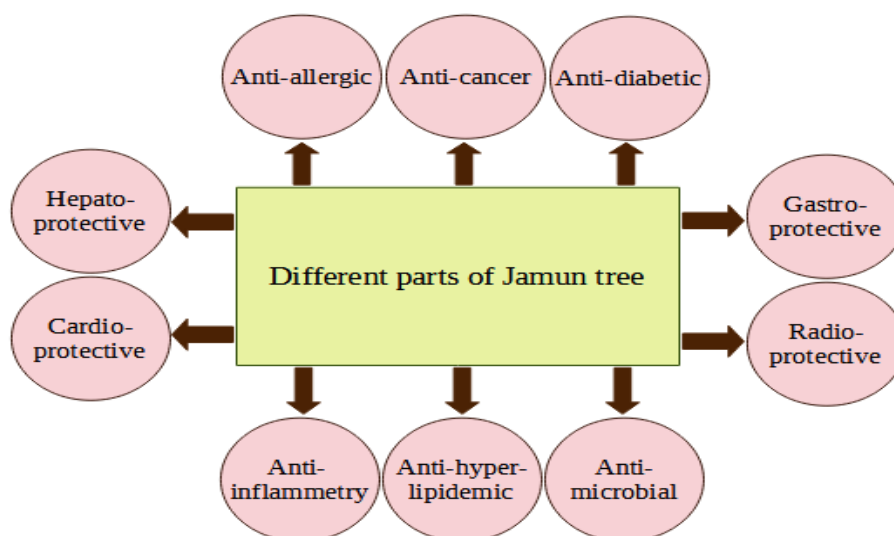 Anti-allergic
Anti-cancer
Anti-diabetic
Hepato-
protective
Gastro-
protective
Different parts of Jamun tree
Cardio-
protective
Radio-
protective
Anti-
inflammetry
Anti-hyper-
lipidemic
Anti-
microbial